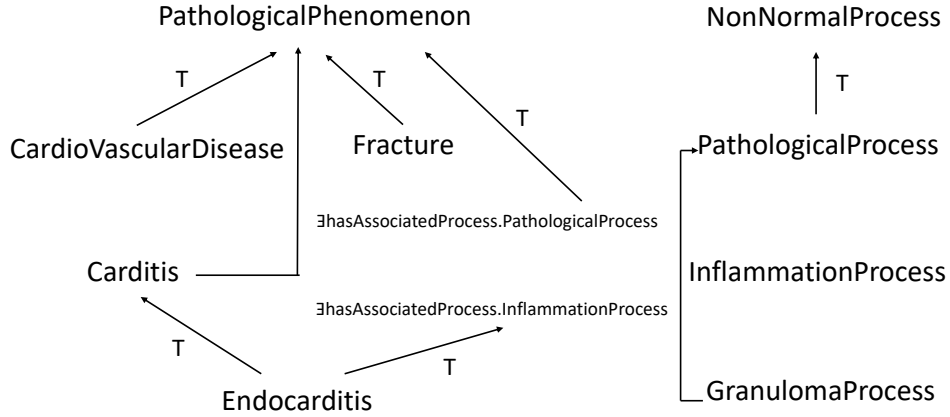 PathologicalPhenomenon
NonNormalProcess
T
T
T
T
CardioVascularDisease
Fracture
PathologicalProcess
∃hasAssociatedProcess.PathologicalProcess
Carditis
InflammationProcess
∃hasAssociatedProcess.InflammationProcess
T
T
Endocarditis
GranulomaProcess